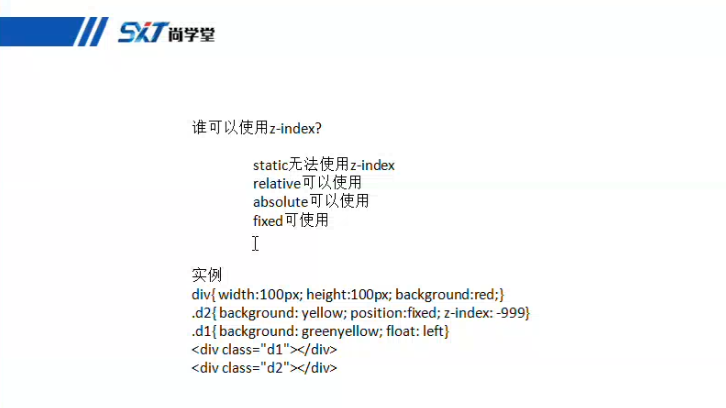 SXT 尚学堂
谁可以使用z-index?
static无法使用z-index
relative可以使用
absolute可以使用
fixed可使用
实例
div{ width:100px; height:100px; background:red;}
.d2{ background: yellow; position:fixed; z-index: -999}
.d1{ background: greenyellow; float: left}
<div class="d1"></div>
<div class="d2"></div>